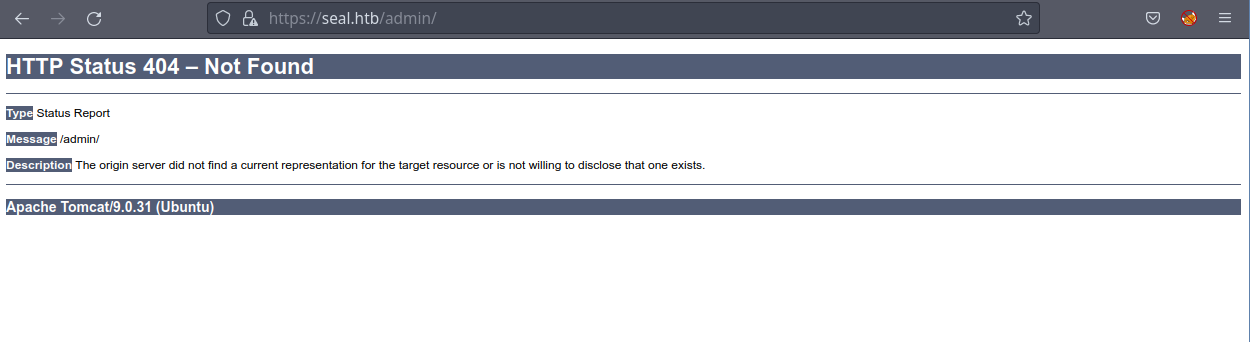 https://seal.htb/admin/
HTTP Status 404 – Not Found
Type Status Report
Message /admin/
Description The origin server did not find a current representation for the target resource or is not willing to disclose that one exists.
Apache Tomcat/9.0.31 (Ubuntu)